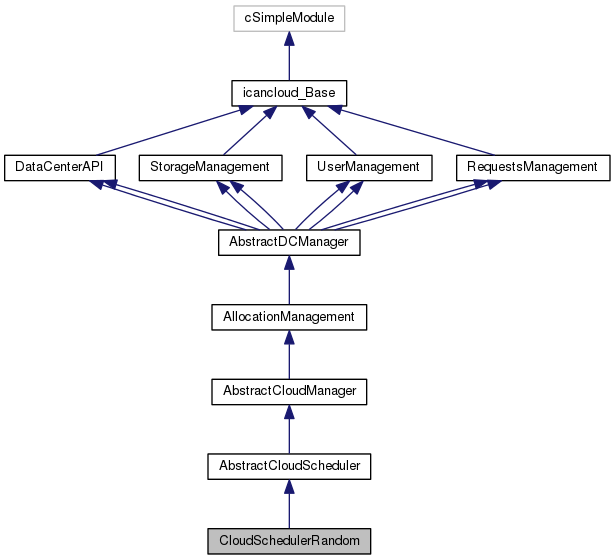 cSimpleModule
icancloud_Base
DataCenterAPI
StorageManagement
UserManagement
RequestsManagement
AbstractDCManager
AllocationManagement
AbstractCloudManager
AbstractCloudScheduler
CloudSchedulerRandom